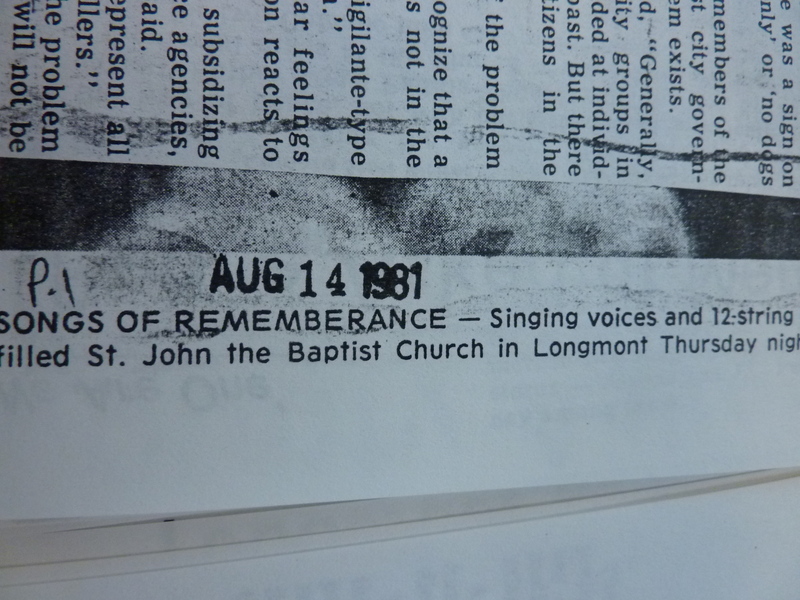 e was a sign on
nly' or 'no dogs
members of the
st city govern-
em exists.
d, “Generally,
ity groups in
ded at individ-
past. But there
tizens in the
the problem
ognize that a
s not in the
igilante-type
ar feelings
on reacts to
subsidizing
ce agencies,
aid.
epresent all
llers.”
he problem
will not be
P.1 AUG 14 1981
SONGS OF REMEMBERANCE — Singing voices and 12-string
filled St. John the Baptist Church in Longmont Thursday nigh